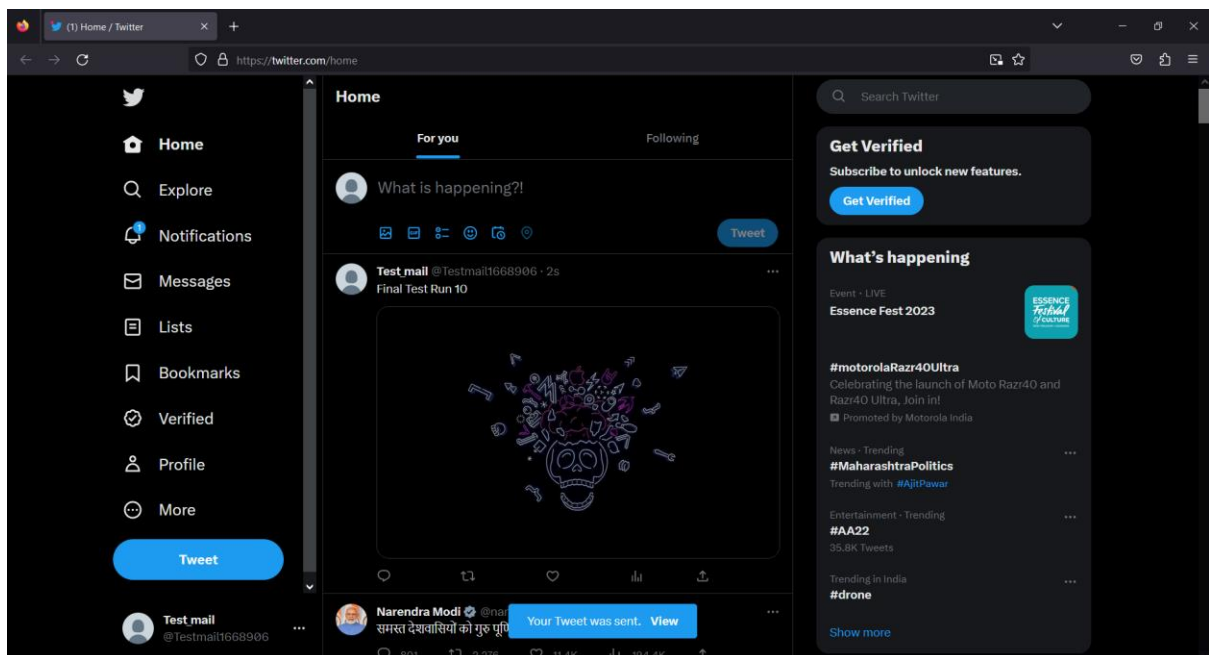 (1) Home / Twitter
https://twitter.com/home
Home
Explore
1
Notifications
Messages
Lists
Bookmarks
Verified
Profile
More
Tweet
Test_mail
@Testmail1668906
Home
For you
Following
What is happening?!
GIF
Tweet
Test_mail @Testmail1668906 · 2s
Final Test Run 10
Narendra Modi
समस्त देशवासियों को गुरु
Your Tweet was sent. View
Search Twitter
Get Verified
Subscribe to unlock new features.
Get Verified
What's happening
Event · LIVE
Essence Fest 2023
ESSENCE
Festival
OF CULTURE
#motorolaRazr40Ultra
Celebrating the launch of Moto Razr40 and
Razr40 Ultra, Join in!
Promoted by Motorola India
News · Trending
#MaharashtraPolitics
Trending with #AjitPawar
Entertainment · Trending
#AA22
35.8K Tweets
Trending in India
#drone
Show more